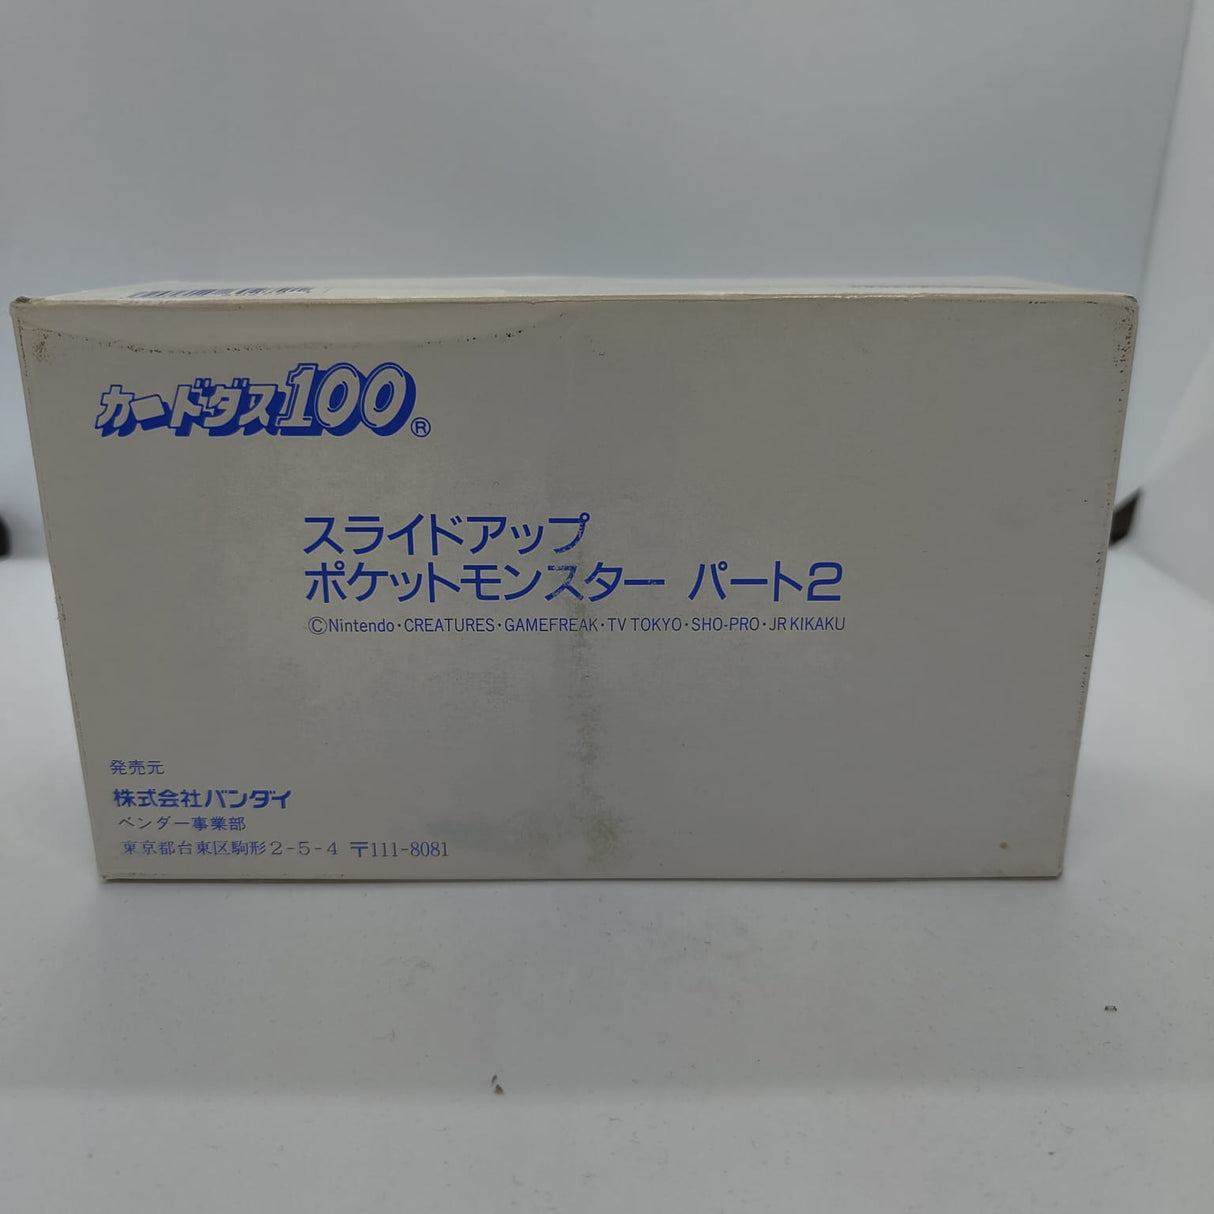 カードダス100®
スライドアップ
ポケットモンスター パート2
©Nintendo・CREATURES・GAMEFREAK・TV TOKYO・SHO-PRO・JR KIKAKU
発売元
株式会社バンダイ
ベンダー事業部
東京都台東区駒形2-5-4 〒111-8081